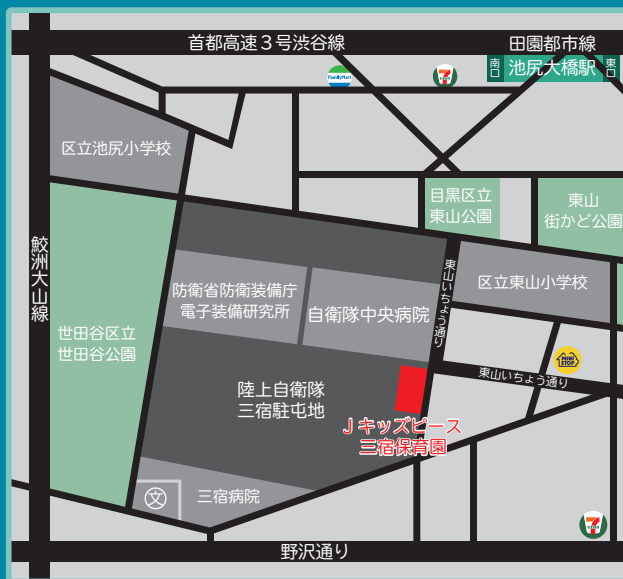 首都高速3号渋谷線
田園都市線
FamilyMart
南口
池尻大橋駅
東口
7
ELEVEN
区立池尻小学校
目黒区立
東山公園
東山
街かど公園
鮫洲大山線
東山いちょう通り
区立東山小学校
防衛省防衛装備庁
電子装備研究所
自衛隊中央病院
世田谷区立
世田谷公園
MINI
STOP
東山いちょう通り
陸上自衛隊
三宿駐屯地
Jキッズピース
三宿保育園
文
三宿病院
7
ELEVEN
野沢通り